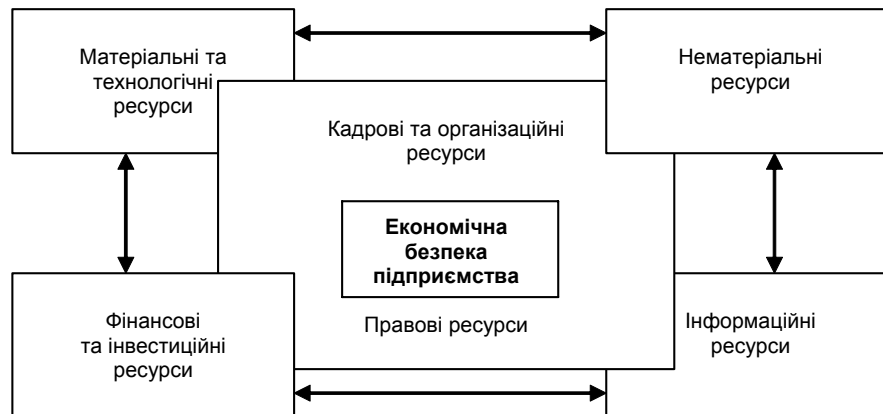 Матеріальні та
технологічні
ресурси
Нематеріальні
ресурси
Кадрові та організаційні
ресурси
Економічна
безпека
підприємства
Правові ресурси
Фінансові
та інвестиційні
ресурси
Інформаційні
ресурси